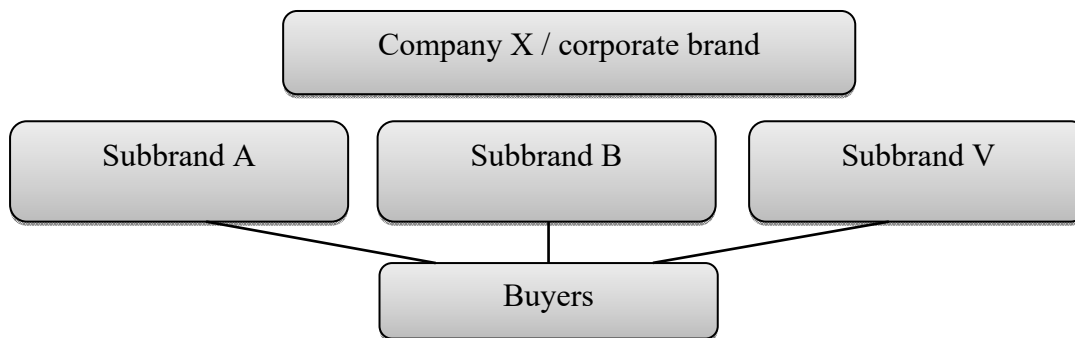 Company X / corporate brand
Subbrand A
Subbrand B
Subbrand V
Buyers